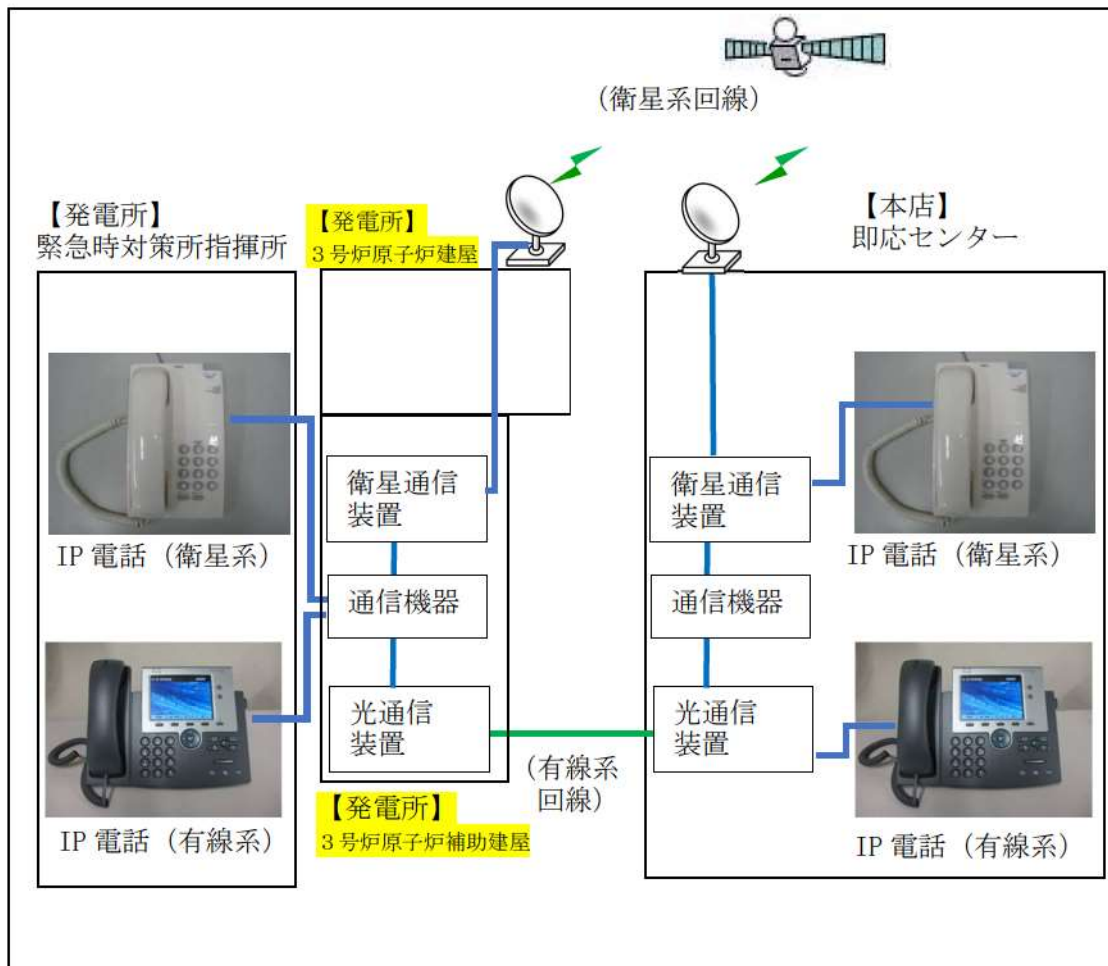 （衛星系回線）
【発電所】
緊急時対策所指揮所
【発電所】
３号炉原子炉建屋
【本店】
即応センター
IP 電話（衛星系）
IP 電話（有線系）
衛星通信
装置
通信機器
光通信
装置
【発電所】
３号炉原子炉補助建屋
（有線系
回線）
衛星通信
装置
通信機器
光通信
装置
IP 電話（衛星系）
IP 電話（有線系）